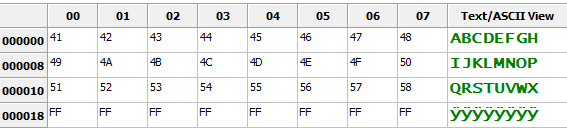 00 01 02 03 04 05 06 07 Text/ASCII View
000000 41 42 43 44 45 46 47 48 ABCDEFGH
000008 49 4A 4B 4C 4D 4E 4F 50 IJKLMNOP
000010 51 52 53 54 55 56 57 58 QRSTUVWX
000018 FF FF FF FF FF FF FF FF ÿÿÿÿÿÿÿÿ